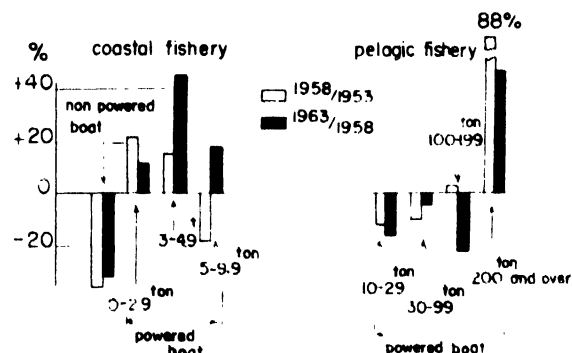 88%
% coastal fishery pelagic fishery
+40
1958/1953
1963/1958
non powered
boat
+20
ton
100-199
0
-20
3-4.9 t
5-9.9
ton
0-2.9 ton
10-29 ton
30-99 ton
ton
200 and over
powered
boat
powered boat